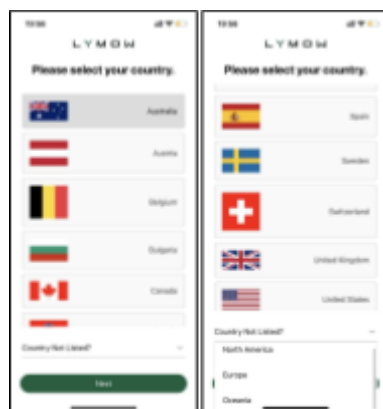 LYMOW
Please select your country.
Australia
Austria
Belgium
Bulgaria
Canada
Country Not Listed?
Next
LYMOW
Please select your country.
Spain
Sweden
Switzerland
United Kingdom
United States
Country Not Listed?
North America
Europe
Oceania